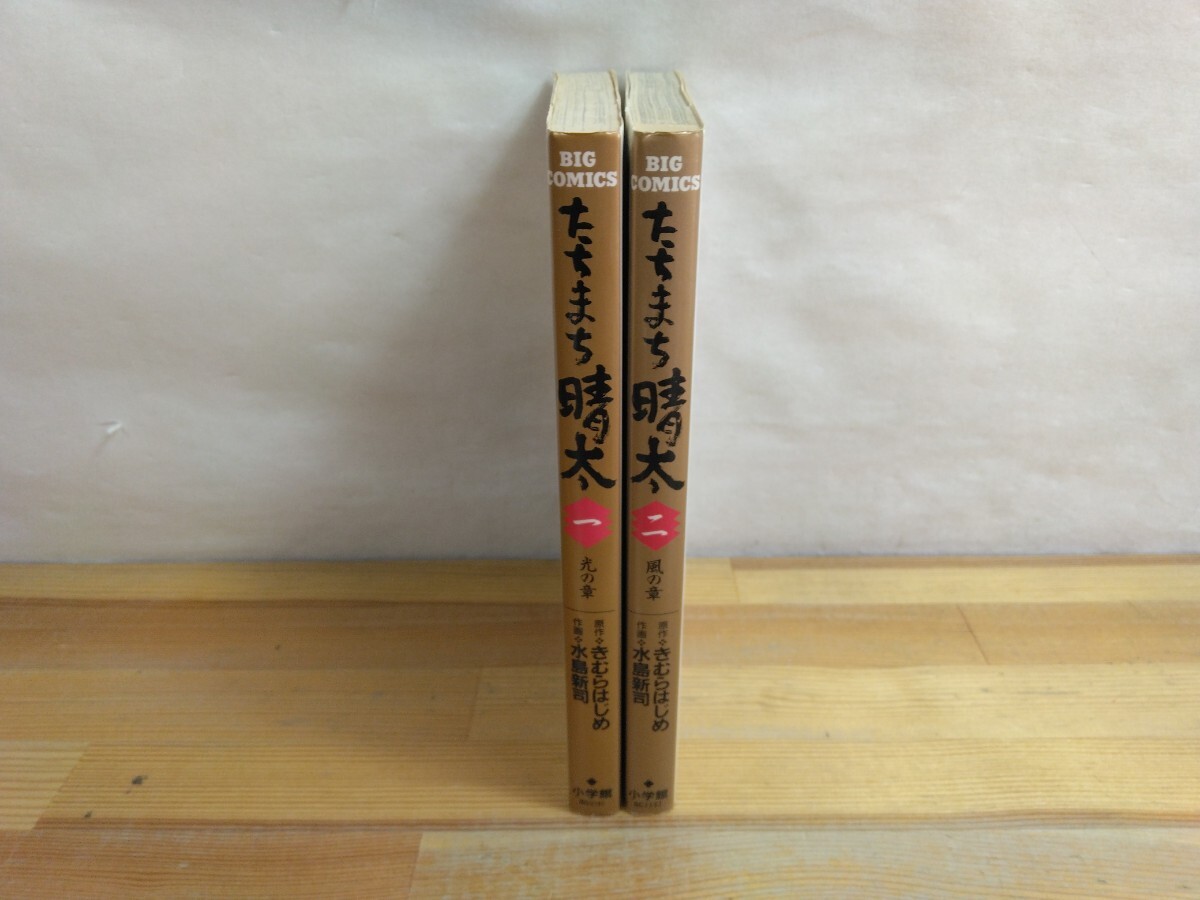 BIG
COMICS
たちまち晴太
一
光の章
原作❖きむらはじめ
作画❖水島新司
小学館
BIG
COMICS
たちまち晴太
二
風の章
原作❖きむらはじめ
作画❖水島新司
小学館